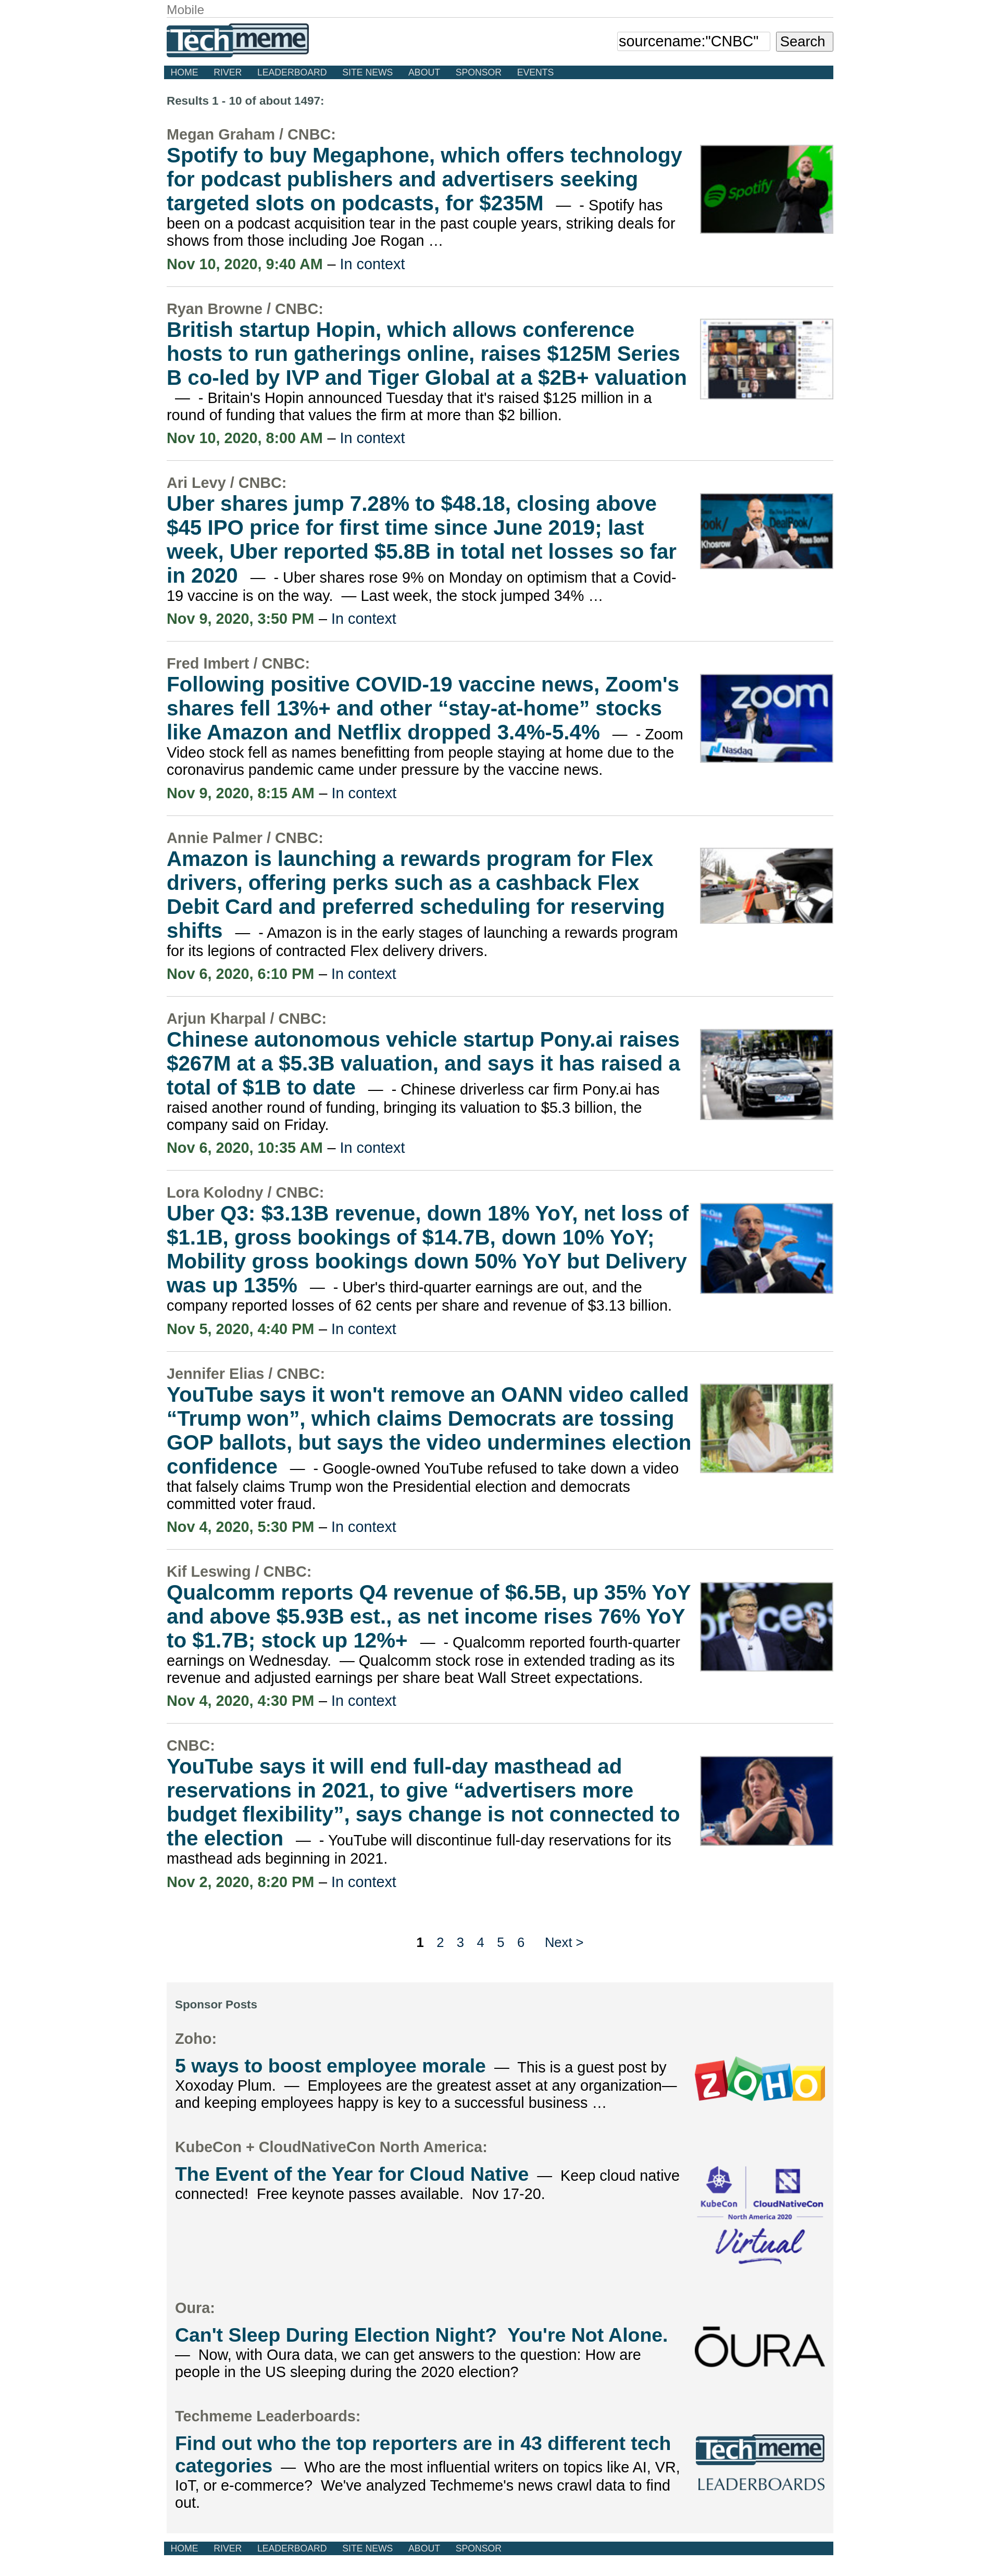 Mobile
Techmeme
sourcename:"CNBC" Search
HOME RIVER LEADERBOARD SITE NEWS ABOUT SPONSOR EVENTS
Results 1 - 10 of about 1497:
Megan Graham / CNBC:
Spotify to buy Megaphone, which offers technology
for podcast publishers and advertisers seeking
targeted slots on podcasts, for $235M — - Spotify has
been on a podcast acquisition tear in the past couple years, striking deals for
shows from those including Joe Rogan …
Spotify
Nov 10, 2020, 9:40 AM – In context
Ryan Browne / CNBC:
British startup Hopin, which allows conference
hosts to run gatherings online, raises $125M Series
B co-led by IVP and Tiger Global at a $2B+ valuation
— - Britain's Hopin announced Tuesday that it's raised $125 million in a
round of funding that values the firm at more than $2 billion.
Nov 10, 2020, 8:00 AM – In context
Ari Levy / CNBC:
Uber shares jump 7.28% to $48.18, closing above
$45 IPO price for first time since June 2019; last
week, Uber reported $5.8B in total net losses so far
in 2020 — - Uber shares rose 9% on Monday on optimism that a Covid-
19 vaccine is on the way. — Last week, the stock jumped 34% …
Nov 9, 2020, 3:50 PM – In context
Fred Imbert / CNBC:
Following positive COVID-19 vaccine news, Zoom's
shares fell 13%+ and other “stay-at-home” stocks
like Amazon and Netflix dropped 3.4%-5.4% — - Zoom
Video stock fell as names benefitting from people staying at home due to the
coronavirus pandemic came under pressure by the vaccine news.
zoom
Nasdaq
Nov 9, 2020, 8:15 AM – In context
Annie Palmer / CNBC:
Amazon is launching a rewards program for Flex
drivers, offering perks such as a cashback Flex
Debit Card and preferred scheduling for reserving
shifts — - Amazon is in the early stages of launching a rewards program
for its legions of contracted Flex delivery drivers.
Nov 6, 2020, 6:10 PM – In context
Arjun Kharpal / CNBC:
Chinese autonomous vehicle startup Pony.ai raises
$267M at a $5.3B valuation, and says it has raised a
total of $1B to date — - Chinese driverless car firm Pony.ai has
raised another round of funding, bringing its valuation to $5.3 billion, the
company said on Friday.
Nov 6, 2020, 10:35 AM – In context
Lora Kolodny / CNBC:
Uber Q3: $3.13B revenue, down 18% YoY, net loss of
$1.1B, gross bookings of $14.7B, down 10% YoY;
Mobility gross bookings down 50% YoY but Delivery
was up 135% — - Uber's third-quarter earnings are out, and the
company reported losses of 62 cents per share and revenue of $3.13 billion.
Nov 5, 2020, 4:40 PM – In context
Jennifer Elias / CNBC:
YouTube says it won't remove an OANN video called
“Trump won”, which claims Democrats are tossing
GOP ballots, but says the video undermines election
confidence — - Google-owned YouTube refused to take down a video
that falsely claims Trump won the Presidential election and democrats
committed voter fraud.
Nov 4, 2020, 5:30 PM – In context
Kif Leswing / CNBC:
Qualcomm reports Q4 revenue of $6.5B, up 35% YoY
and above $5.93B est., as net income rises 76% YoY
to $1.7B; stock up 12%+ — - Qualcomm reported fourth-quarter
earnings on Wednesday. — Qualcomm stock rose in extended trading as its
revenue and adjusted earnings per share beat Wall Street expectations.
Nov 4, 2020, 4:30 PM – In context
CNBC:
YouTube says it will end full-day masthead ad
reservations in 2021, to give “advertisers more
budget flexibility”, says change is not connected to
the election — - YouTube will discontinue full-day reservations for its
masthead ads beginning in 2021.
Nov 2, 2020, 8:20 PM – In context
1 2 3 4 5 6 Next >
Sponsor Posts
Zoho:
5 ways to boost employee morale — This is a guest post by
Xoxoday Plum. — Employees are the greatest asset at any organization—
and keeping employees happy is key to a successful business …
ZOHO
KubeCon + CloudNativeCon North America:
The Event of the Year for Cloud Native — Keep cloud native
connected! Free keynote passes available. Nov 17-20.
KubeCon CloudNativeCon
North America 2020
Virtual
Oura:
Can't Sleep During Election Night? You're Not Alone.
— Now, with Oura data, we can get answers to the question: How are
people in the US sleeping during the 2020 election?
ŌURA
Techmeme Leaderboards:
Find out who the top reporters are in 43 different tech
categories — Who are the most influential writers on topics like AI, VR,
IoT, or e-commerce? We've analyzed Techmeme's news crawl data to find
out.
Techmeme
LEADERBOARDS
HOME RIVER LEADERBOARD SITE NEWS ABOUT SPONSOR